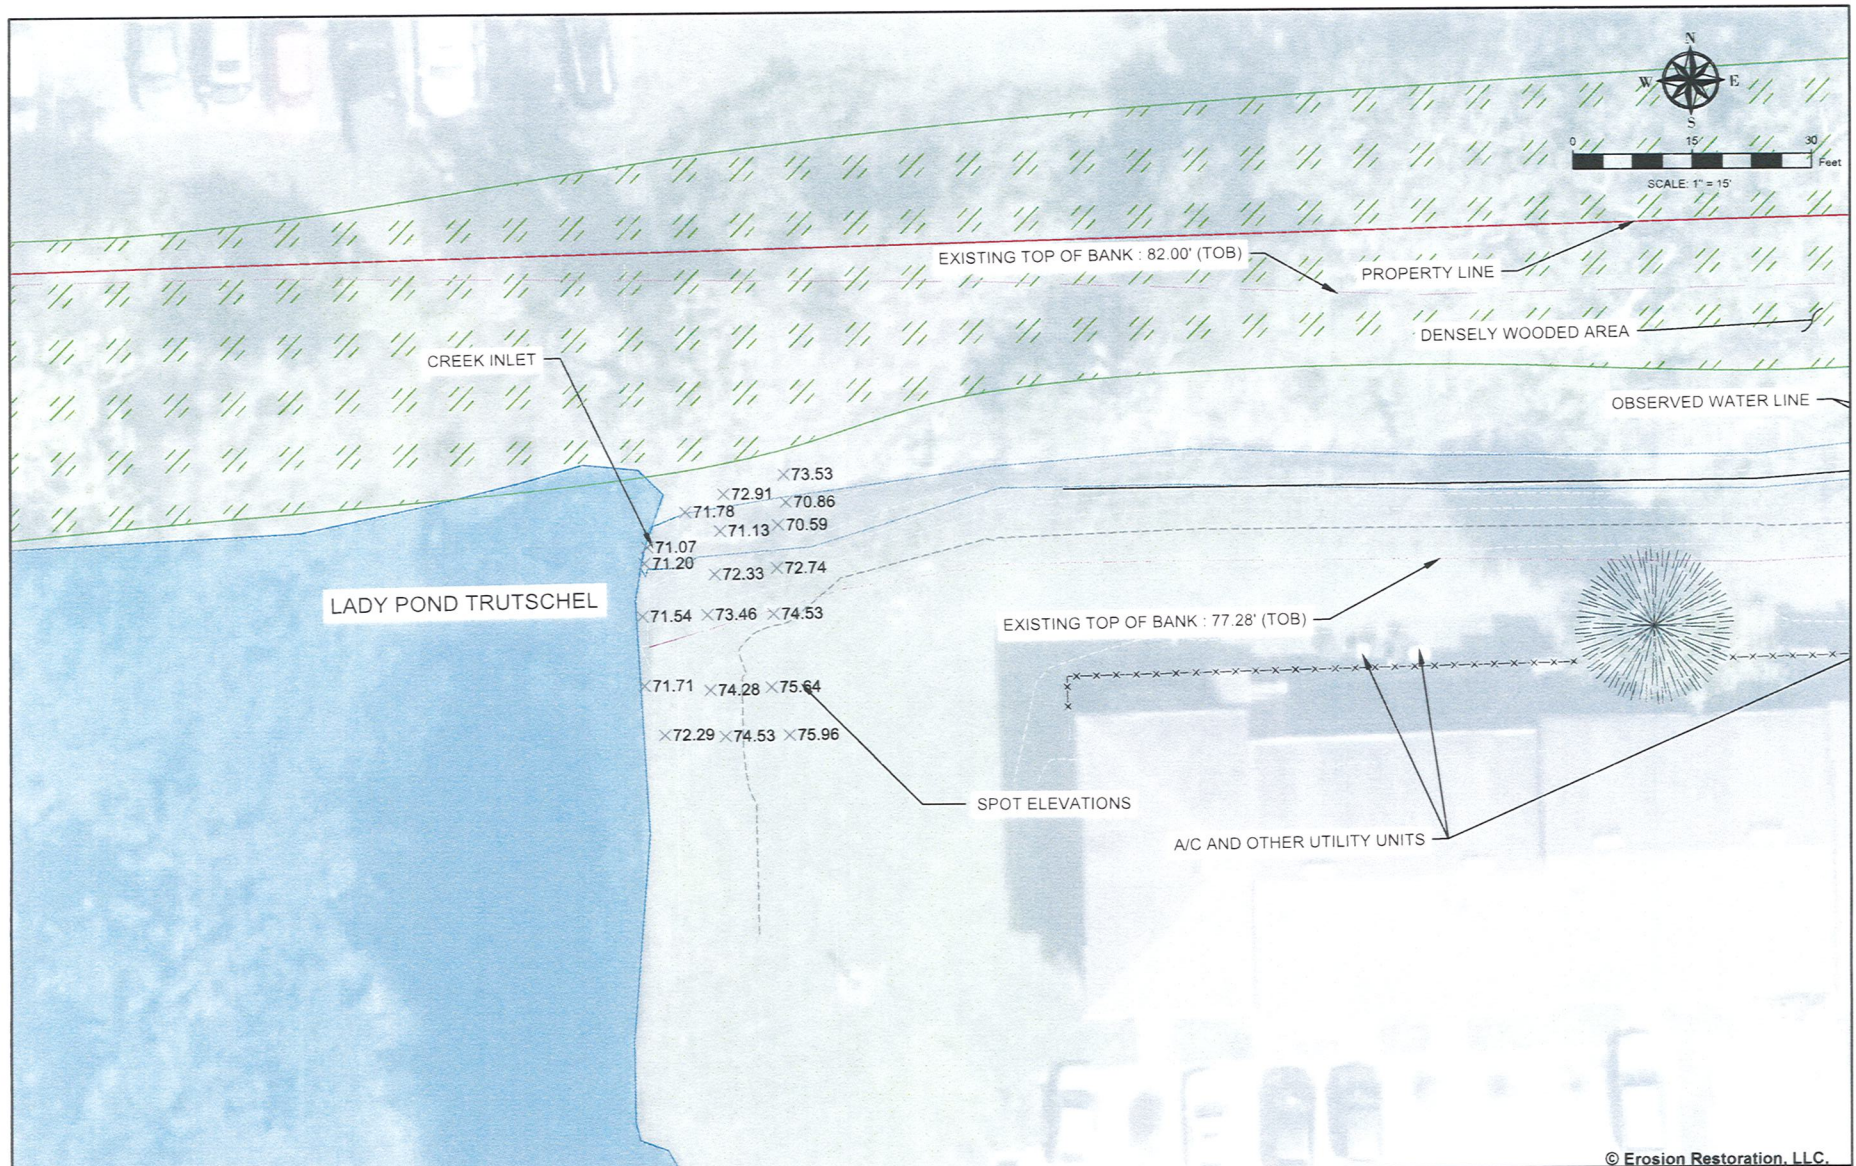 N
W E
S
0 15 30
Feet
SCALE: 1" = 15'
EXISTING TOP OF BANK : 82.00' (TOB)
PROPERTY LINE
DENSELY WOODED AREA
CREEK INLET
OBSERVED WATER LINE
73.53
72.91
70.86
71.78
70.59
71.13
71.07
71.20
72.74
72.33
LADY POND TRUTSCHEL
71.54
73.46
74.53
EXISTING TOP OF BANK : 77.28' (TOB)
71.71
74.28
75.64
72.29
74.53
75.96
SPOT ELEVATIONS
A/C AND OTHER UTILITY UNITS
© Erosion Restoration, LLC.